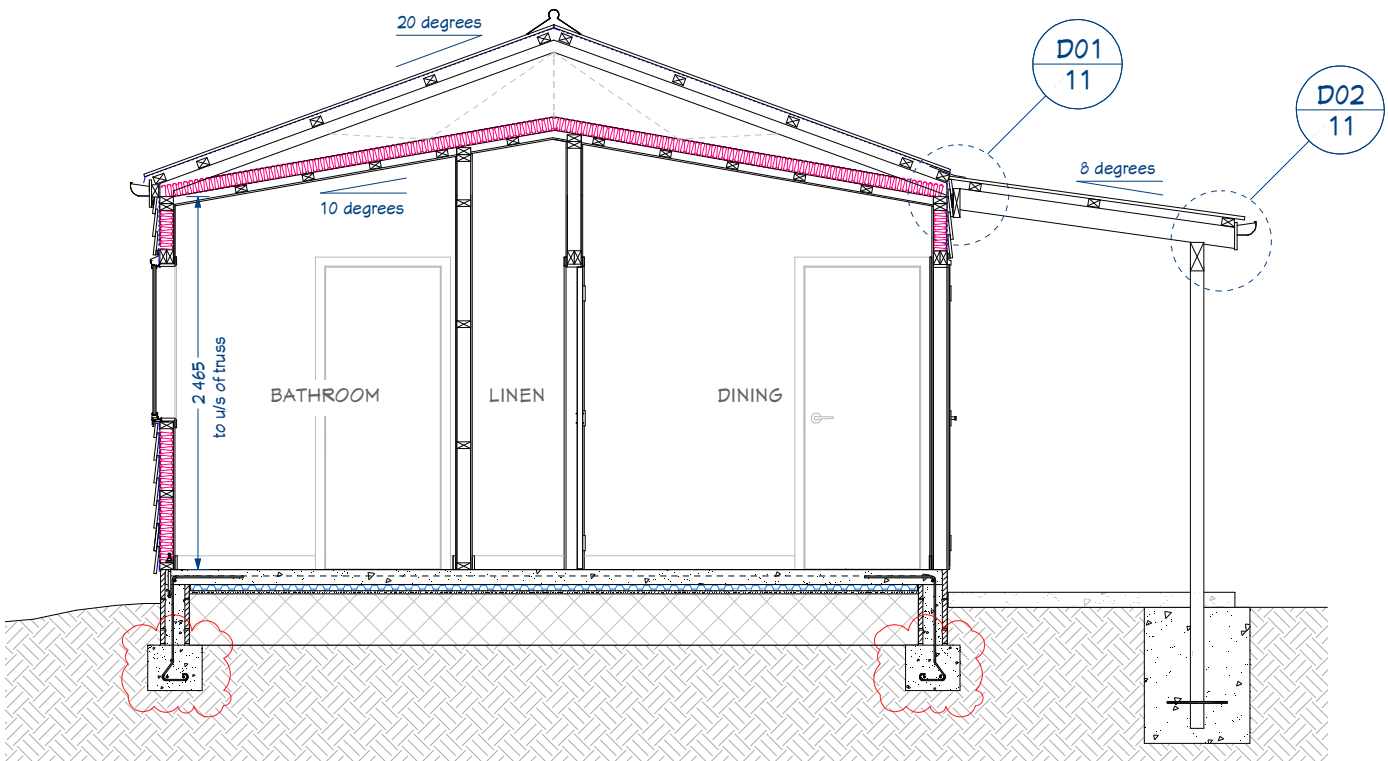 20 degrees
D01
11
D02
11
8 degrees
10 degrees
2 465
to u/s of truss
BATHROOM
LINEN
DINING